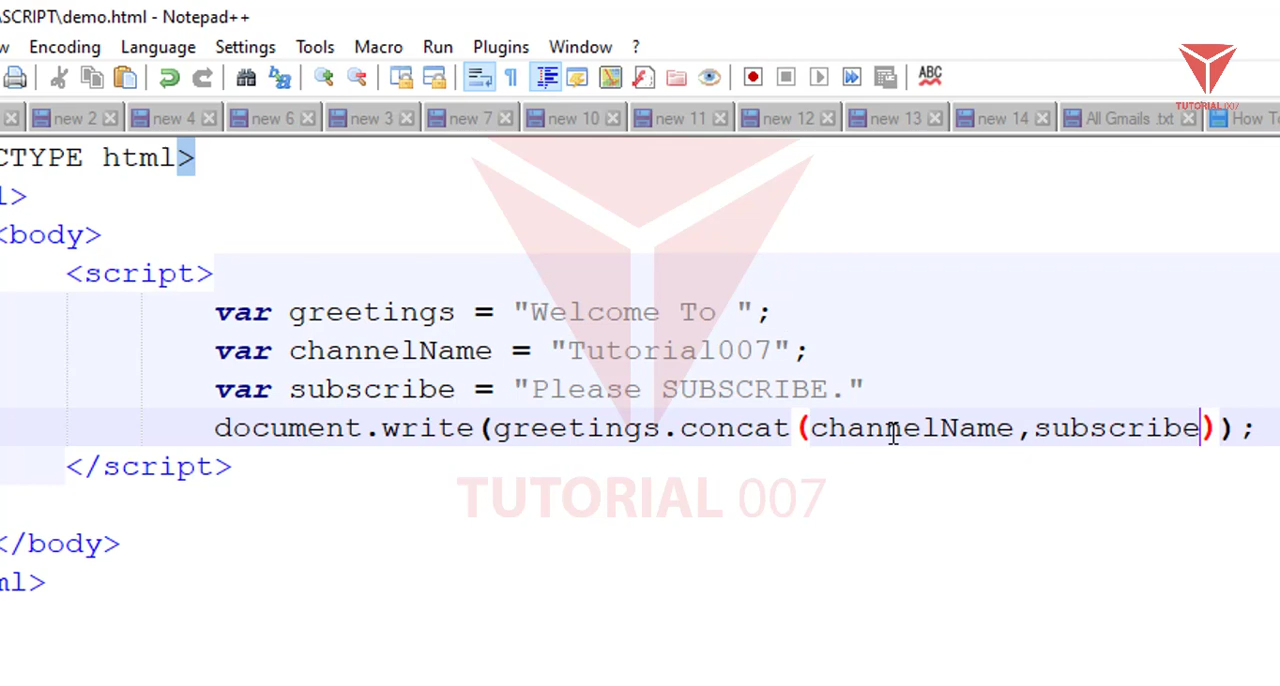 \SCRIPT\demo.html - Notepad++
w Encoding Language Settings Tools Macro Run Plugins Window ?
ABC
TUTORIAL 007
new 2 new 4 new 6 new 3 new 7 new 10 new 11 new 12 new 13 new 14 All Gmails .txt How To
CTYPE html>
l>
<body>
<script>
var greetings = "Welcome To ";
var channelName = "Tutorial007";
var subscribe = "Please SUBSCRIBE."
document.write(greetings.concat(channelName,subscribe));
</script>
TUTORIAL 007
</body>
ml>